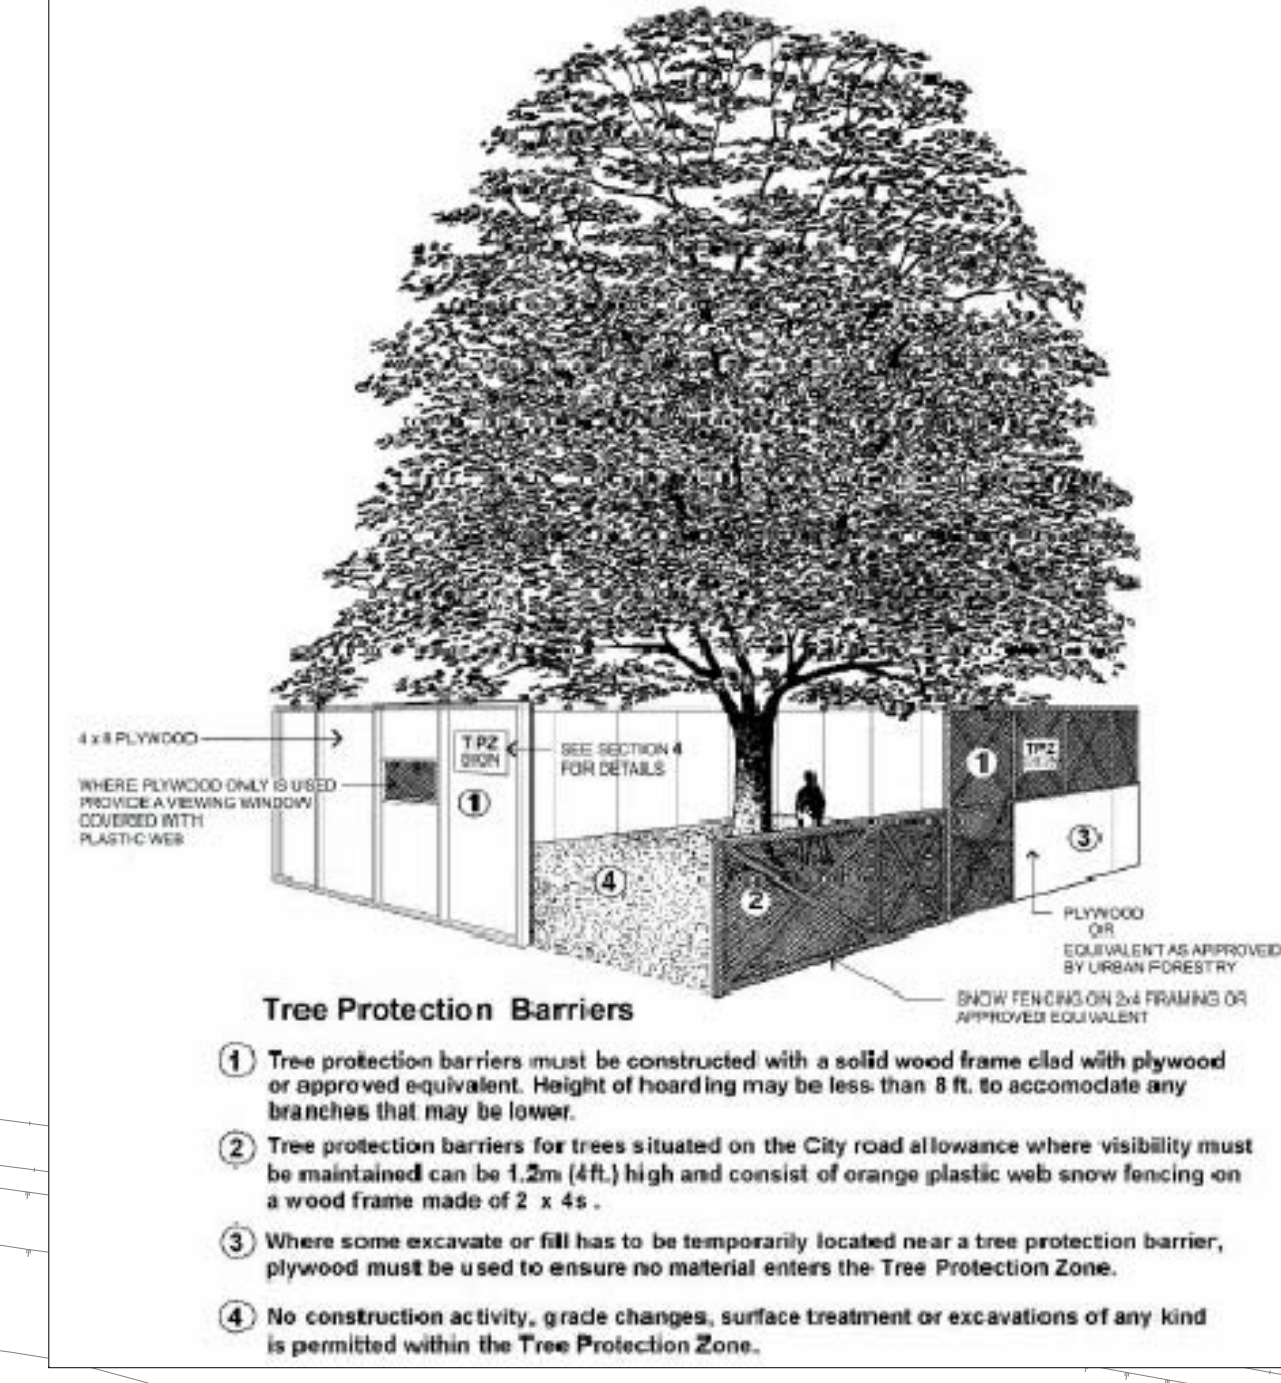 4 x 8 PLYWOOD
WHERE PLYWOOD ONLY IS USED
PROVIDE A VIEWING WINDOW
COVERED WITH
PLASTIC WEB
TPZ
SIGN
1
SEE SECTION 4
FOR DETAILS
4
2
1
TPZ
SIGN
3
PLYWOOD
OR
EQUIVALENT AS APPROVED
BY URBAN FORESTRY
SNOW FENCING ON 2x4 FRAMING OR
APPROVED EQUIVALENT
Tree Protection Barriers
1 Tree protection barriers must be constructed with a solid wood frame clad with plywood
or approved equivalent. Height of hoarding may be less than 8 ft. to accomodate any
branches that may be lower.
2 Tree protection barriers for trees situated on the City road allowance where visibility must
be maintained can be 1.2m (4ft.) high and consist of orange plastic web snow fencing on
a wood frame made of 2 x 4s.
3 Where some excavate or fill has to be temporarily located near a tree protection barrier,
plywood must be used to ensure no material enters the Tree Protection Zone.
4 No construction activity, grade changes, surface treatment or excavations of any kind
is permitted within the Tree Protection Zone.